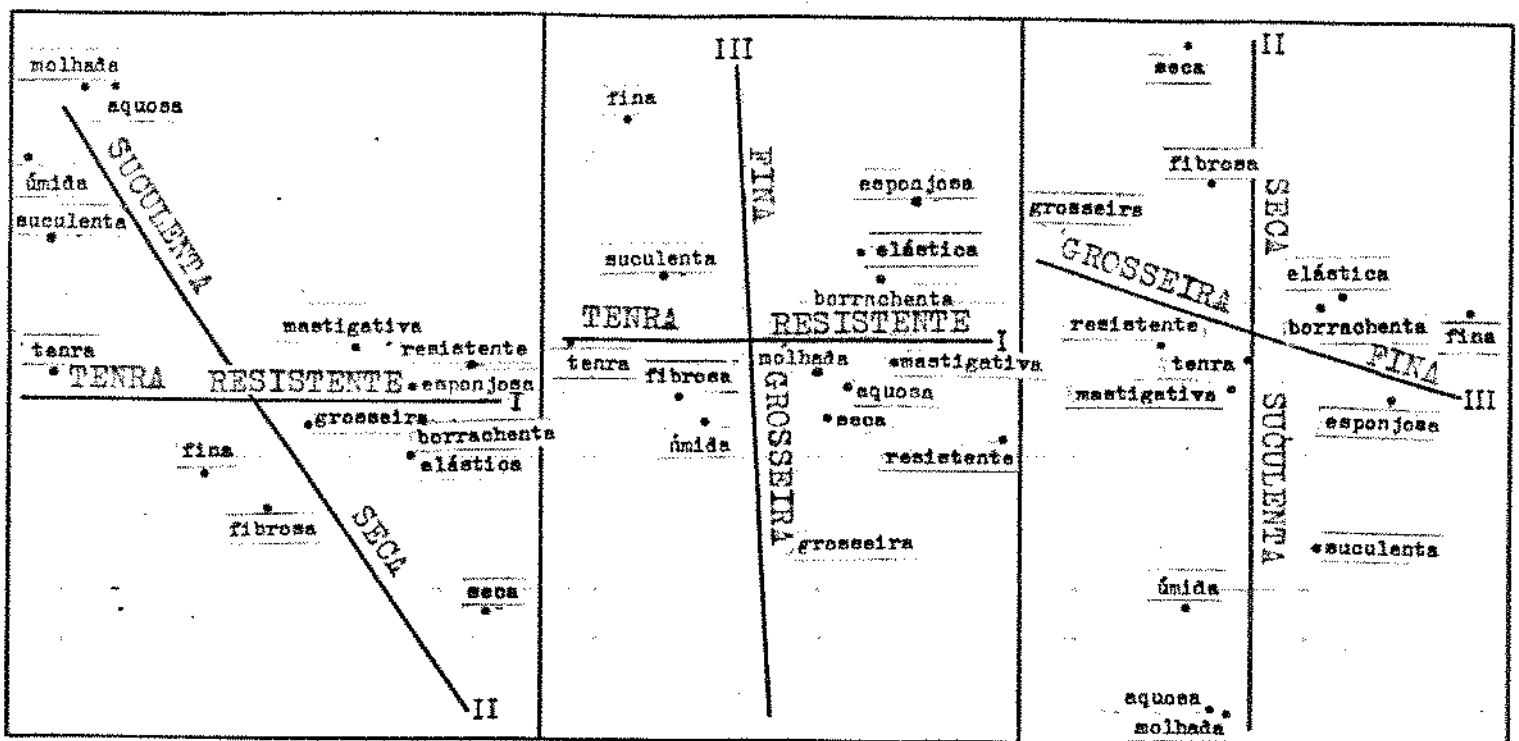 molhada
aquosa
SUCULENTA
úmida
suculenta
mastigativa
tenra
resistente
TENRA RESISTENTE
esponjosa
I
grosseira
borrachenta
fina
elástica
fibrosa
SECA
seca
II
III
fina
FINA
esponjosa
elástica
suculenta
borrachenta
TENRA RESISTENTE
I
tenra
mólhada
mastigativa
fibrosa
aquosa
seca
úmida
GROSSEIRA
resistente
grosseira
II
seca
fibrosa
SECA
grosseirs
GROSSEIRA
elástica
resistente
borrachenta
fina
tenra
FINA
mastigativa
III
esponjosa
SUCULENTA
suculenta
úmida
aquosa
molhada